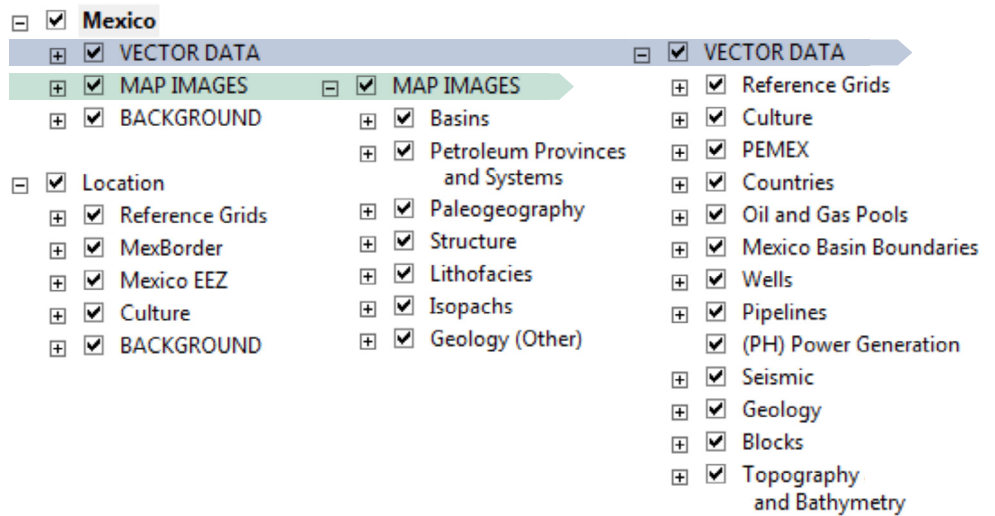 Mexico
VECTOR DATA
MAP IMAGES
BACKGROUND
Location
Reference Grids
MexBorder
Mexico EEZ
Culture
BACKGROUND
MAP IMAGES
Basins
Petroleum Provinces
and Systems
Paleogeography
Structure
Lithofacies
Isopachs
Geology (Other)
VECTOR DATA
Reference Grids
Culture
PEMEX
Countries
Oil and Gas Pools
Mexico Basin Boundaries
Wells
Pipelines
(PH) Power Generation
Seismic
Geology
Blocks
Topography
and Bathymetry